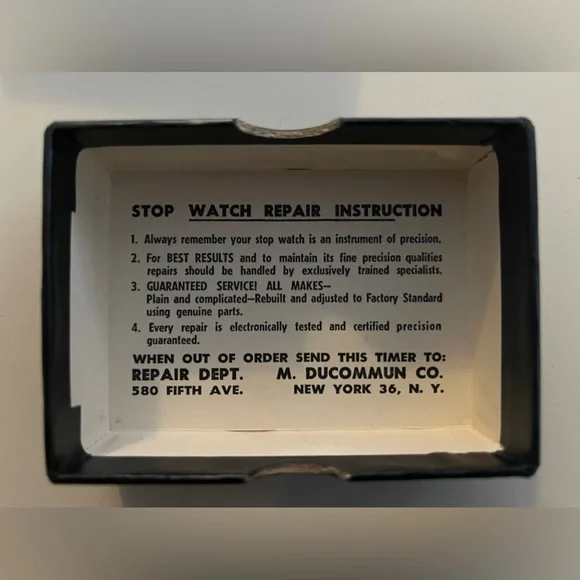 STOP WATCH REPAIR INSTRUCTION
1. Always remember your stop watch is an instrument of precision.
2. For BEST RESULTS and to maintain its fine precision qualities
repairs should be handled by exclusively trained specialists.
3. GUARANTEED SERVICE! ALL MAKES—
Plain and complicated—Rebuilt and adjusted to Factory Standard
using genuine parts.
4. Every repair is electronically tested and certified precision
guaranteed.
WHEN OUT OF ORDER SEND THIS TIMER TO:
REPAIR DEPT. M. DUCOMMUN CO.
580 FIFTH AVE. NEW YORK 36, N. Y.